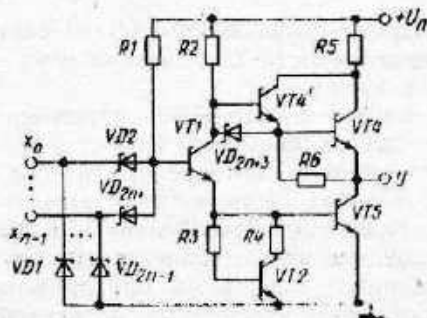 +Uп
R1
R2
R5
VT4'
VD2
VT1
VT4
x0
VD2n+3
R6
y
VD2n+
VT5
xn-1
R3
R4
VD1
VD2n-1
VT2